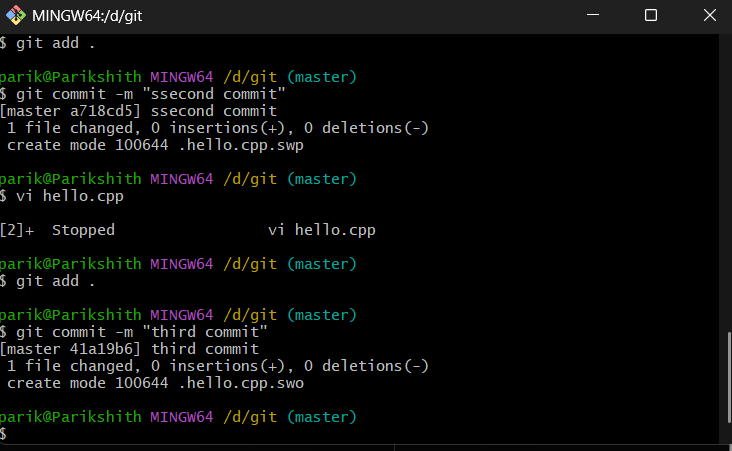 MINGW64:/d/git
$ git add .
parik@Parikshith MINGW64 /d/git (master)
$ git commit -m "ssecond commit"
[master a718cd5] ssecond commit
 1 file changed, 0 insertions(+), 0 deletions(-)
 create mode 100644 .hello.cpp.swp
parik@Parikshith MINGW64 /d/git (master)
$ vi hello.cpp
[2]+  Stopped                 vi hello.cpp
parik@Parikshith MINGW64 /d/git (master)
$ git add .
parik@Parikshith MINGW64 /d/git (master)
$ git commit -m "third commit"
[master 41a19b6] third commit
 1 file changed, 0 insertions(+), 0 deletions(-)
 create mode 100644 .hello.cpp.swo
parik@Parikshith MINGW64 /d/git (master)
$